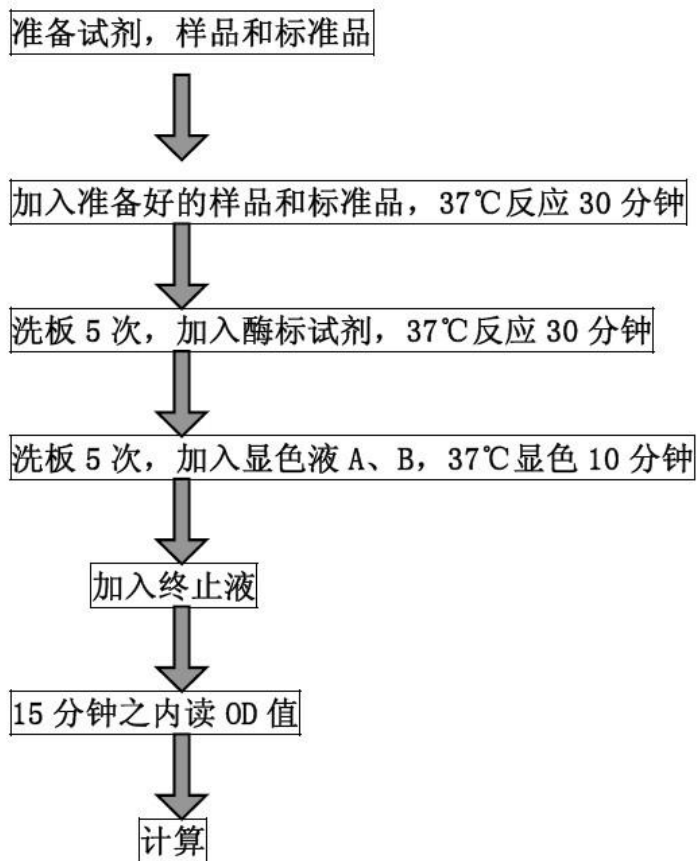 准备试剂，样品和标准品
加入准备好的样品和标准品，37℃反应 30 分钟
洗板 5 次，加入酶标试剂，37℃反应 30 分钟
洗板 5 次，加入显色液 A、B，37℃显色 10 分钟
加入终止液
15 分钟之内读 OD 值
计算